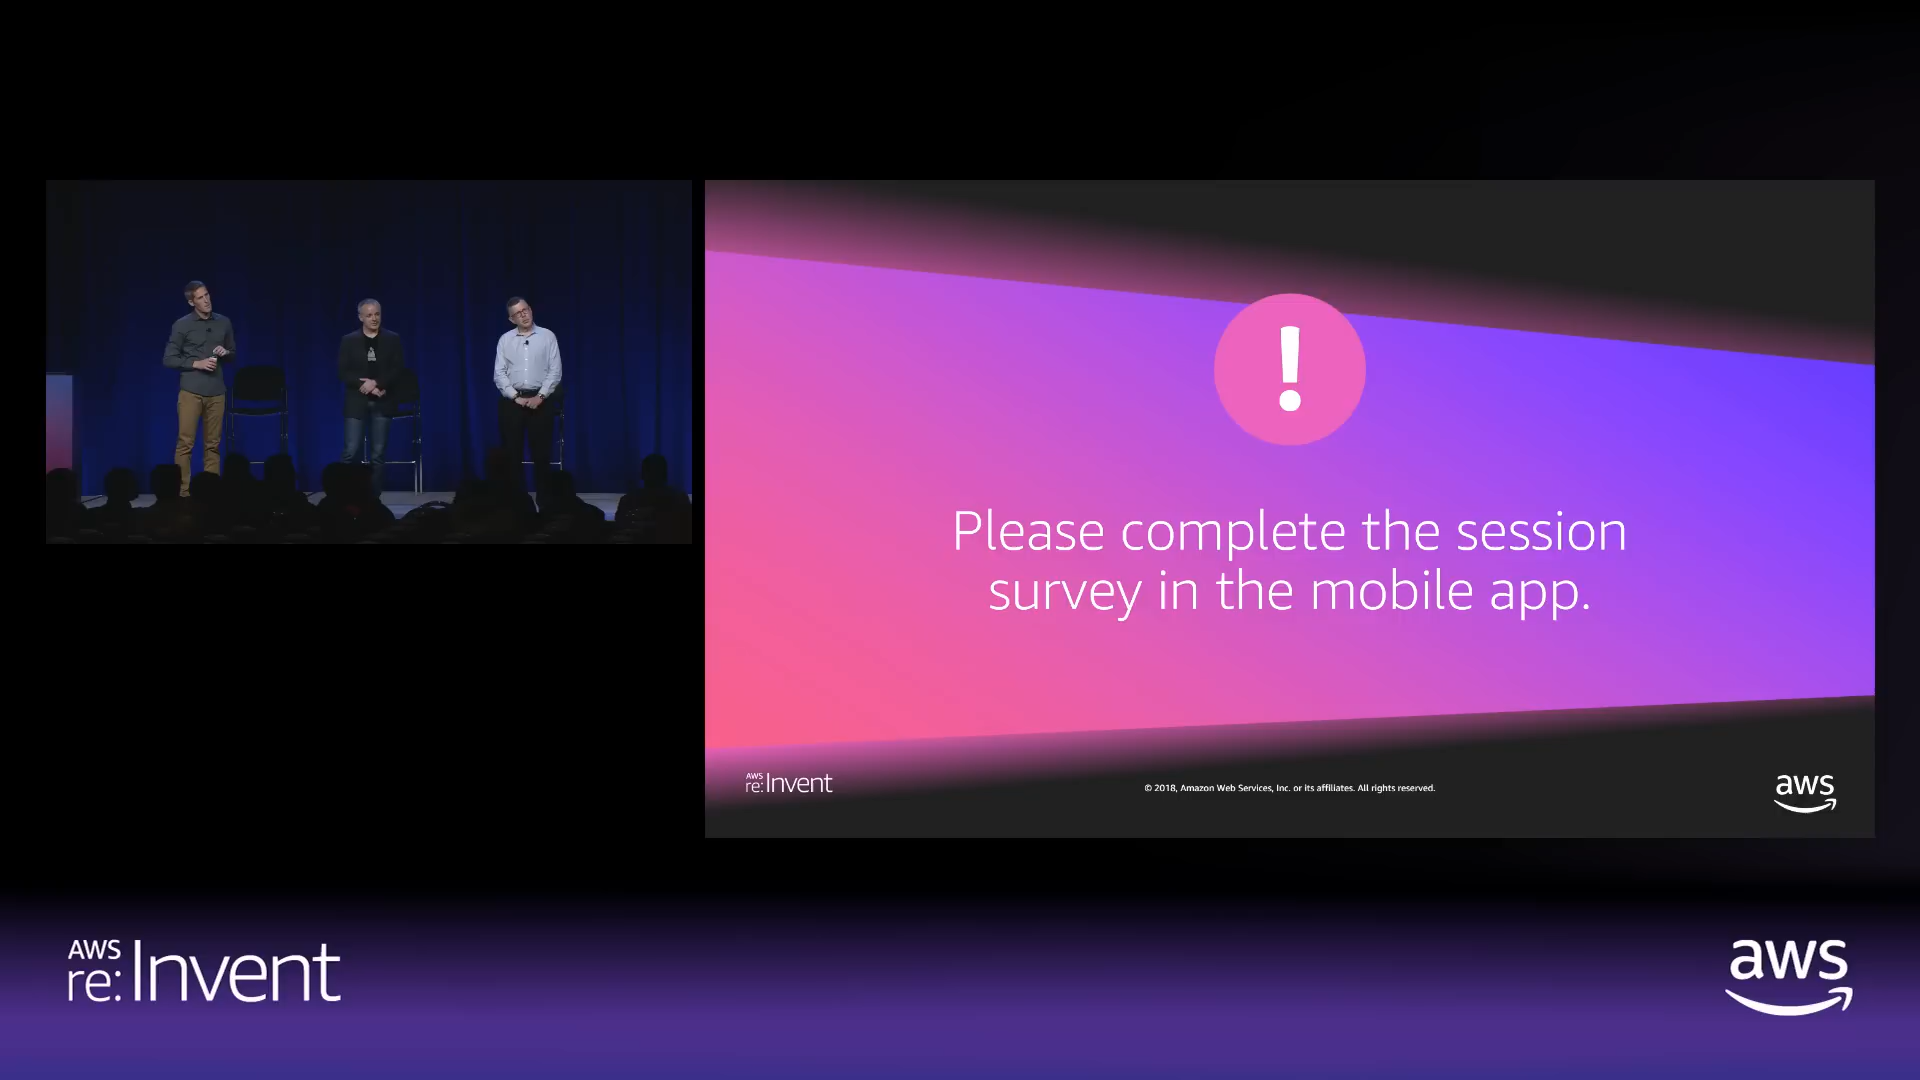 !
Please complete the session
survey in the mobile app.
AWS
re:Invent
© 2018, Amazon Web Services, Inc. or its affiliates. All rights reserved.
aws
AWS
re:Invent
aws